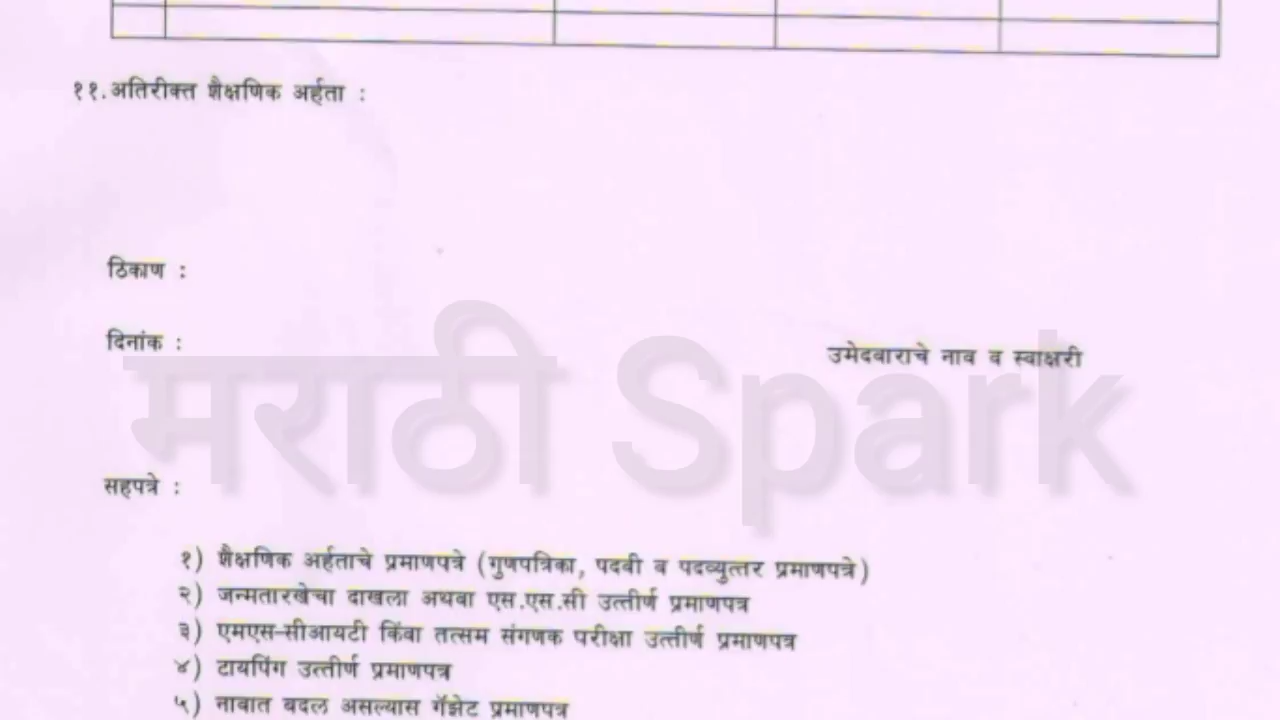 ११.अतिरीक्त शैक्षणिक अर्हता :
ठिकाण :
दिनांक :
उमेदवाराचे नाव व स्वाक्षरी
मराठी Spark
सहपत्रे :
१) शैक्षणिक अर्हताचे प्रमाणपत्रे (गुणपत्रिका, पदवी व पदव्युत्तर प्रमाणपत्रे)
२) जन्मतारखेचा दाखला अथवा एस.एस.सी उत्तीर्ण प्रमाणपत्र
३) एमएस-सीआयटी किंवा तत्सम संगणक परीक्षा उत्तीर्ण प्रमाणपत्र
४) टायपिंग उत्तीर्ण प्रमाणपत्र
५) नावात बदल असल्यास गॅझेट प्रमाणपत्र